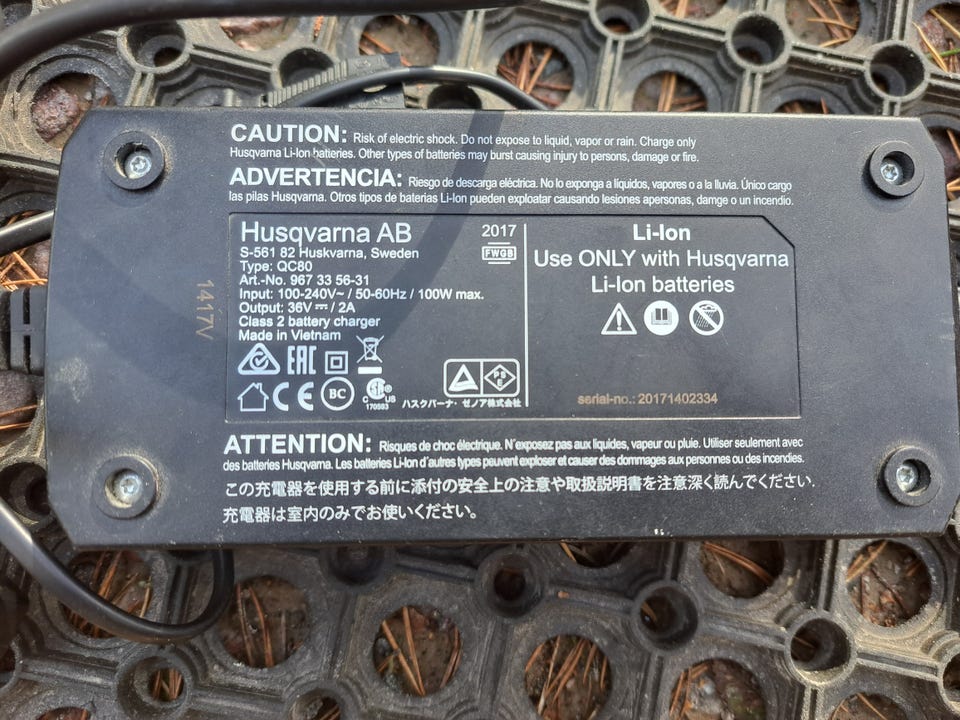 CAUTION: Risk of electric shock. Do not expose to liquid, vapor or rain. Charge only
Husqvarna Li-Ion batteries. Other types of batteries may burst causing injury to persons, damage or fire.
ADVERTENCIA: Riesgo de descarga eléctrica. No lo exponga a líquidos, vapores o a la lluvia. Único cargo
las pilas Husqvarna. Otros tipos de baterias Li-Ion pueden exploatar causando lesiones apersonas, damge o un incendio.
Husqvarna AB
2017
FWGB
S-561 82 Huskvarna, Sweden
Type: QC80
Art.-No. 967 33 56-31
Input: 100-240V~ / 50-60Hz / 100W max.
Output: 36V ⎓ / 2A
Class 2 battery charger
Made in Vietnam
EAC
CE
BC
C CSA US
170593
PSE
ハスクバーナ・ゼノア株式会社
Li-Ion
Use ONLY with Husqvarna
Li-Ion batteries
serial-no.: 20171402334
1417V
ATTENTION: Risques de choc électrique. N´exposez pas aux liquides, vapeur ou pluie. Utiliser seulement avec
des batteries Husqvarna. Les batteries Li-Ion d´autres types peuvent exploser et causer des dommages aux personnes ou des incendies.
この充電器を使用する前に添付の安全上の注意や取扱説明書を注意深く読んでください.
充電器は室内のみでお使いください。